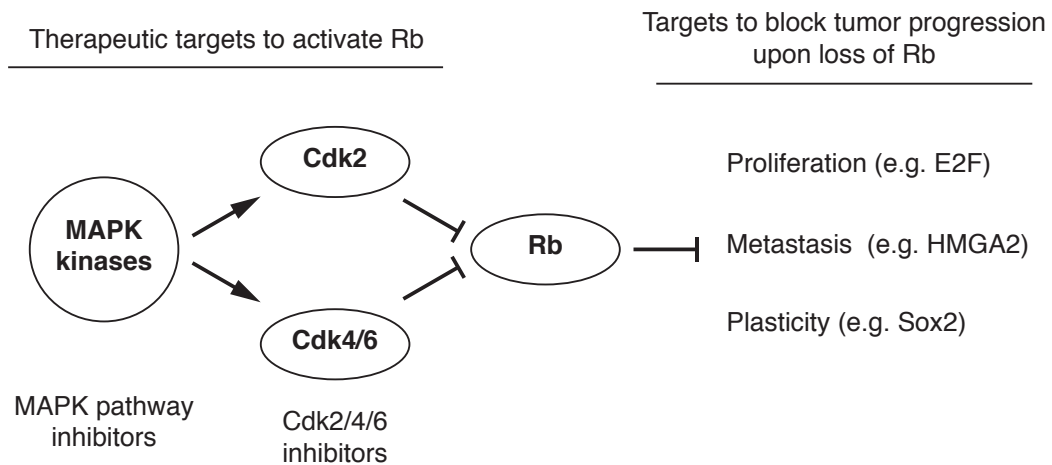 Therapeutic targets to activate Rb
Targets to block tumor progression
upon loss of Rb
Cdk2
MAPK
kinases
Cdk4/6
Rb
Proliferation (e.g. E2F)
Metastasis (e.g. HMGA2)
Plasticity (e.g. Sox2)
MAPK pathway
inhibitors
Cdk2/4/6
inhibitors